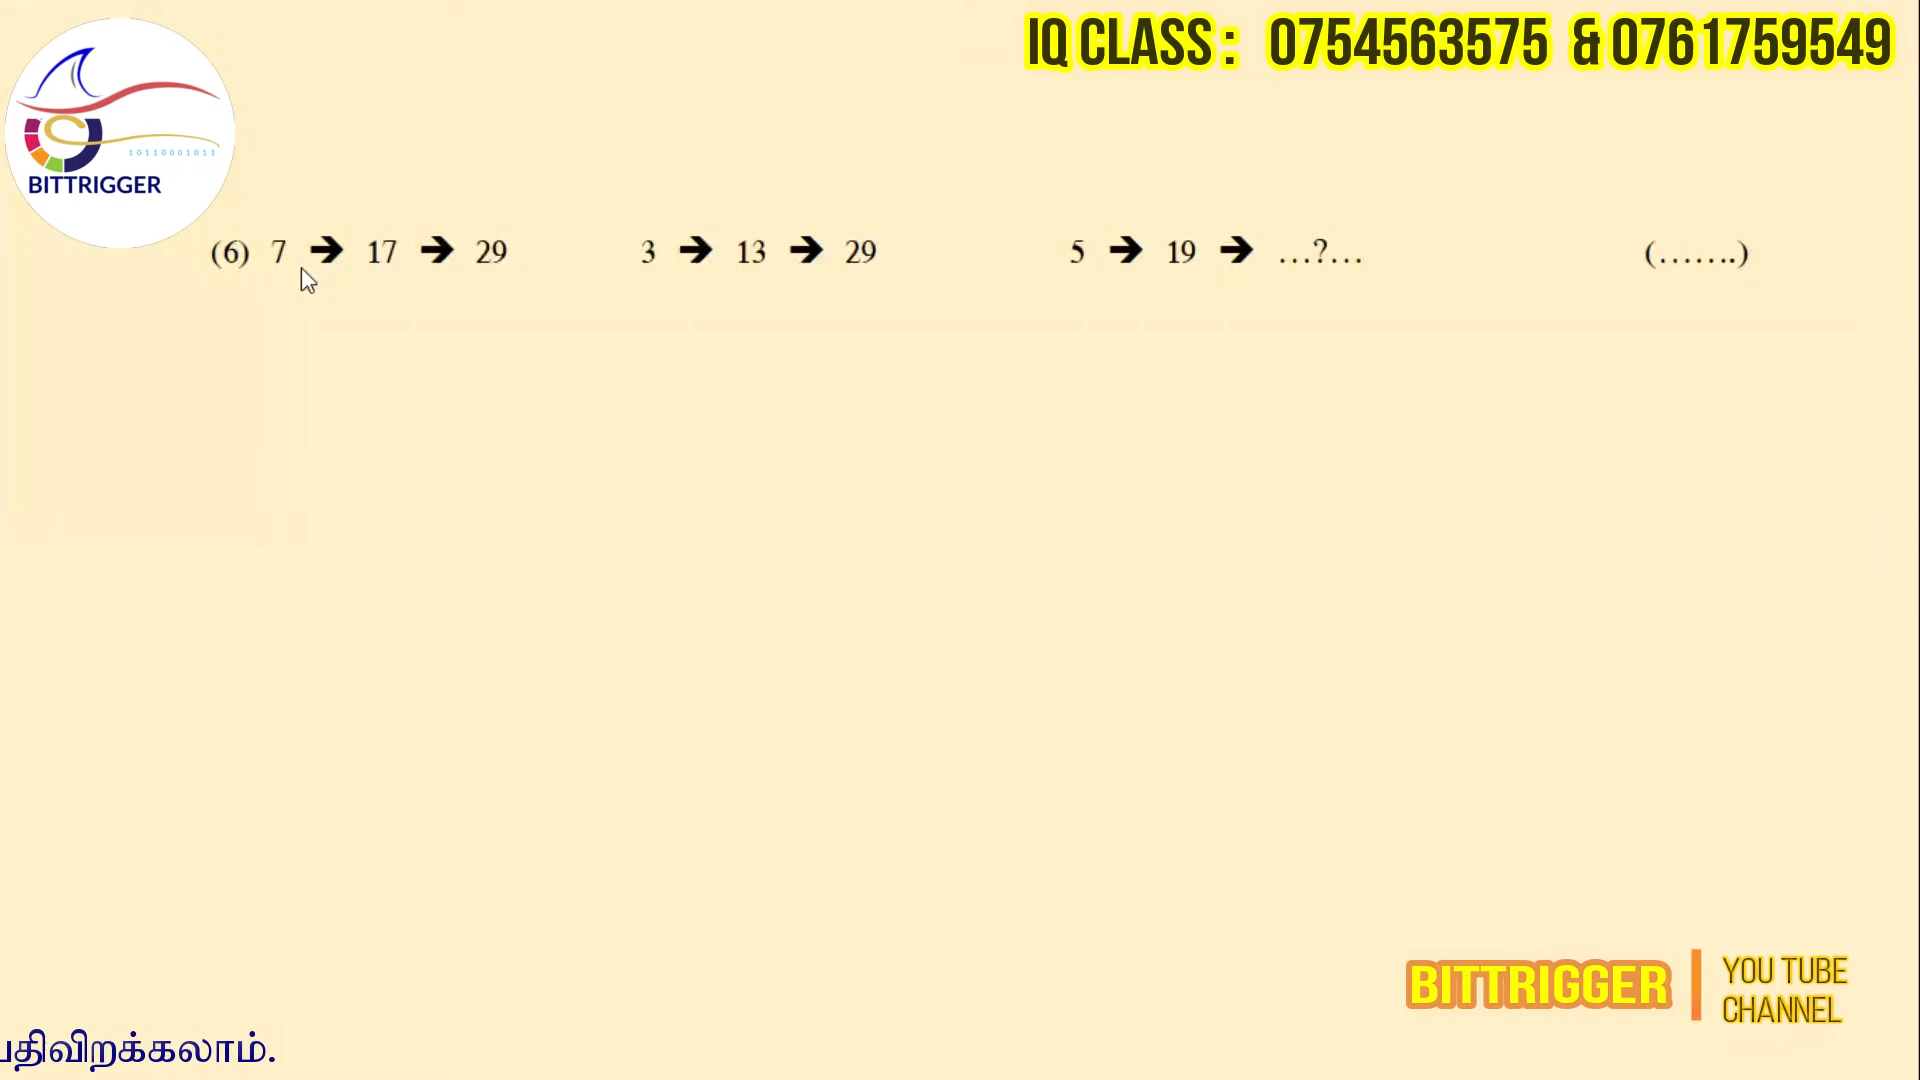 IQ CLASS : 0754563575 & 0761759549
10110001011
BITTRIGGER
(6) 7 ➔ 17 ➔ 29 3 ➔ 13 ➔ 29 5 ➔ 19 ➔ ...?... (.......)
BITTRIGGER
YOU TUBE
CHANNEL
பதிவிறக்கலாம்.